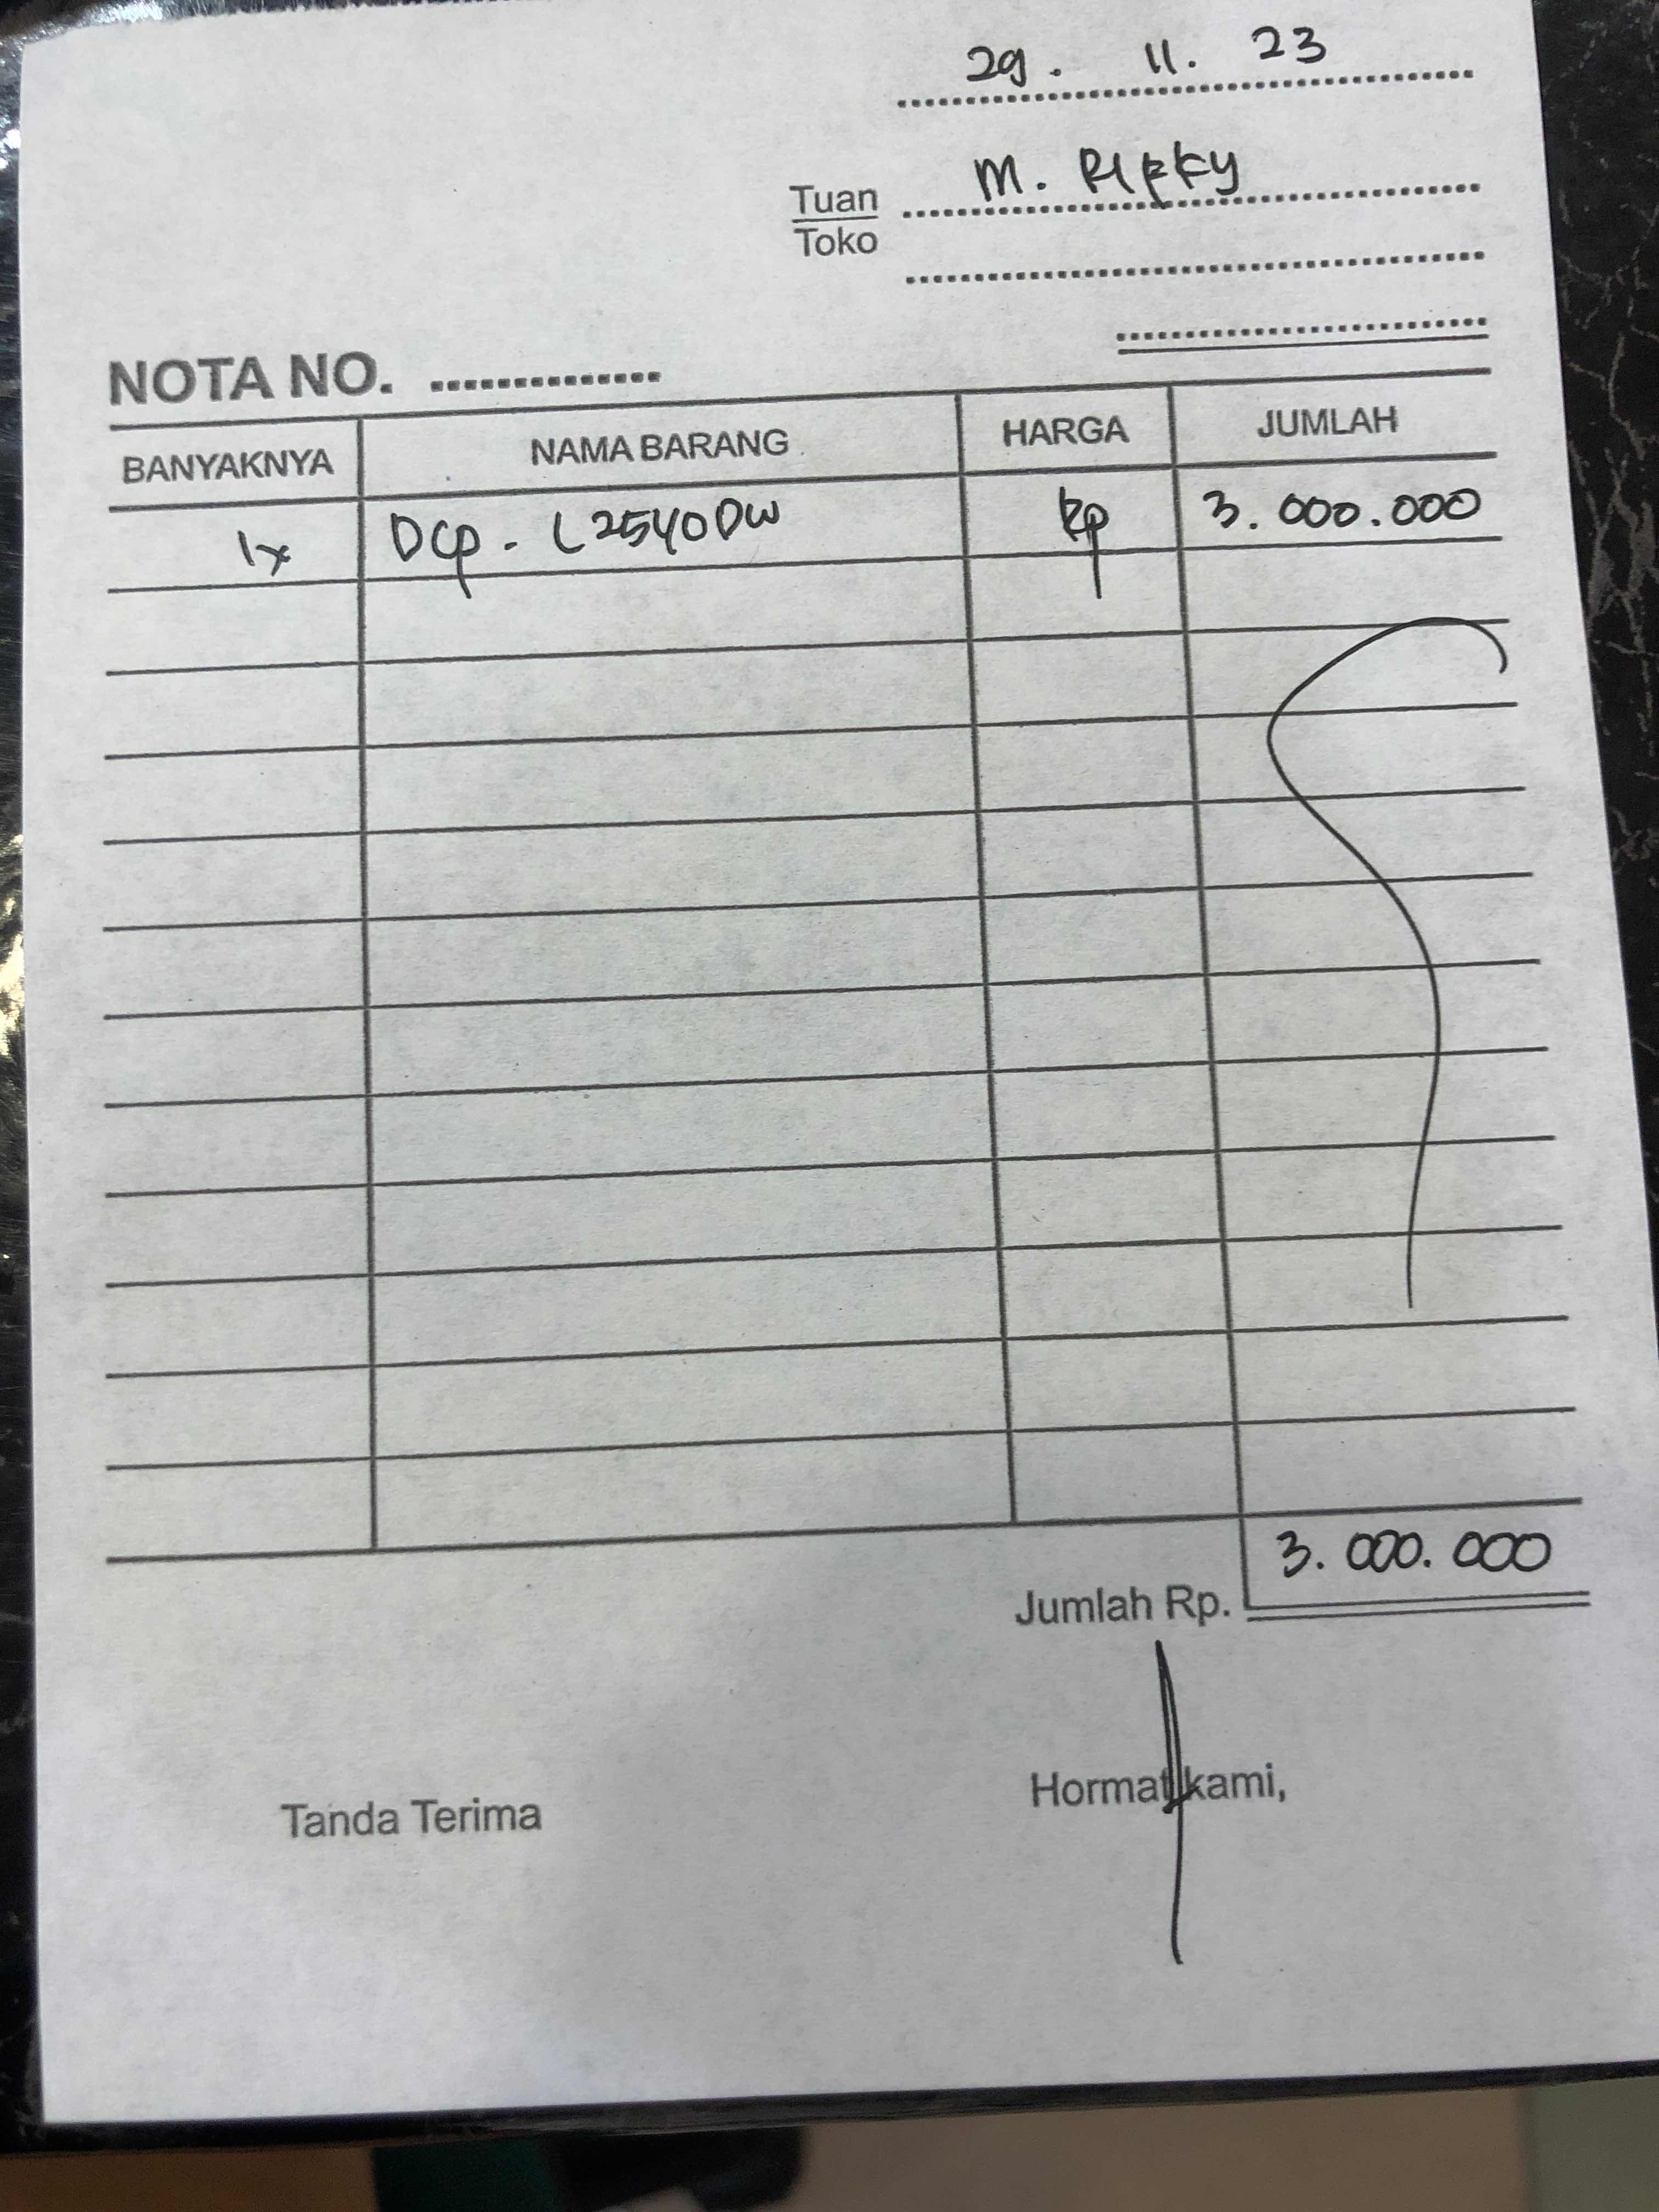 29. 11. 23
Tuan M. Rifky
Toko
NOTA NO. ...............
BANYAKNYA NAMA BARANG HARGA JUMLAH
1x DCP - L2540DW Rp 3.000.000
Jumlah Rp. 3.000.000
Tanda Terima Hormat kami,